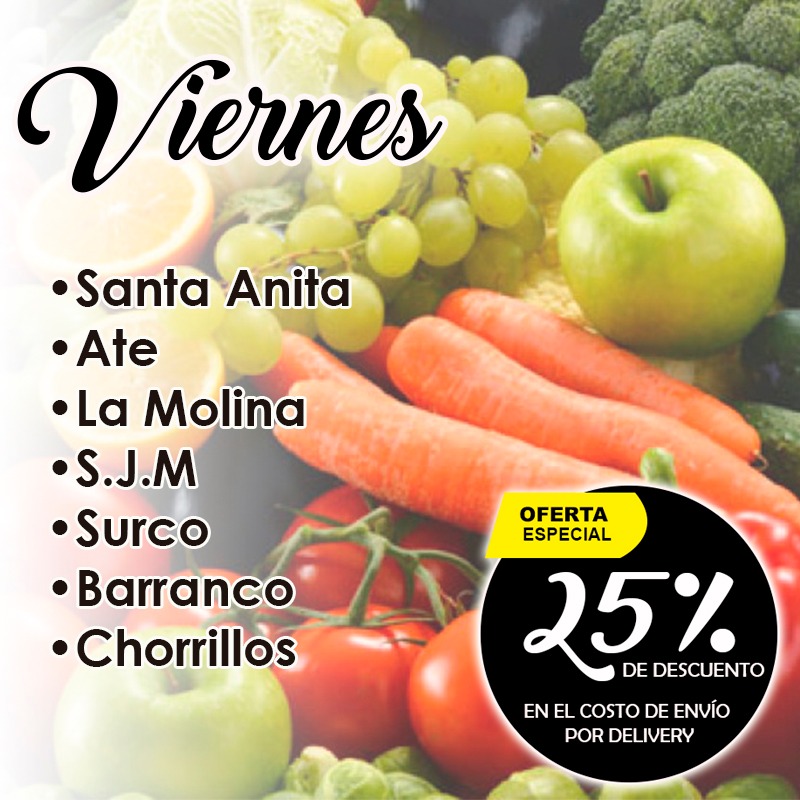 Viernes
•Santa Anita
•Ate
•La Molina
•S.J.M
•Surco
•Barranco
•Chorrillos
OFERTA
ESPECIAL
25%
DE DESCUENTO
EN EL COSTO DE ENVÍO
POR DELIVERY